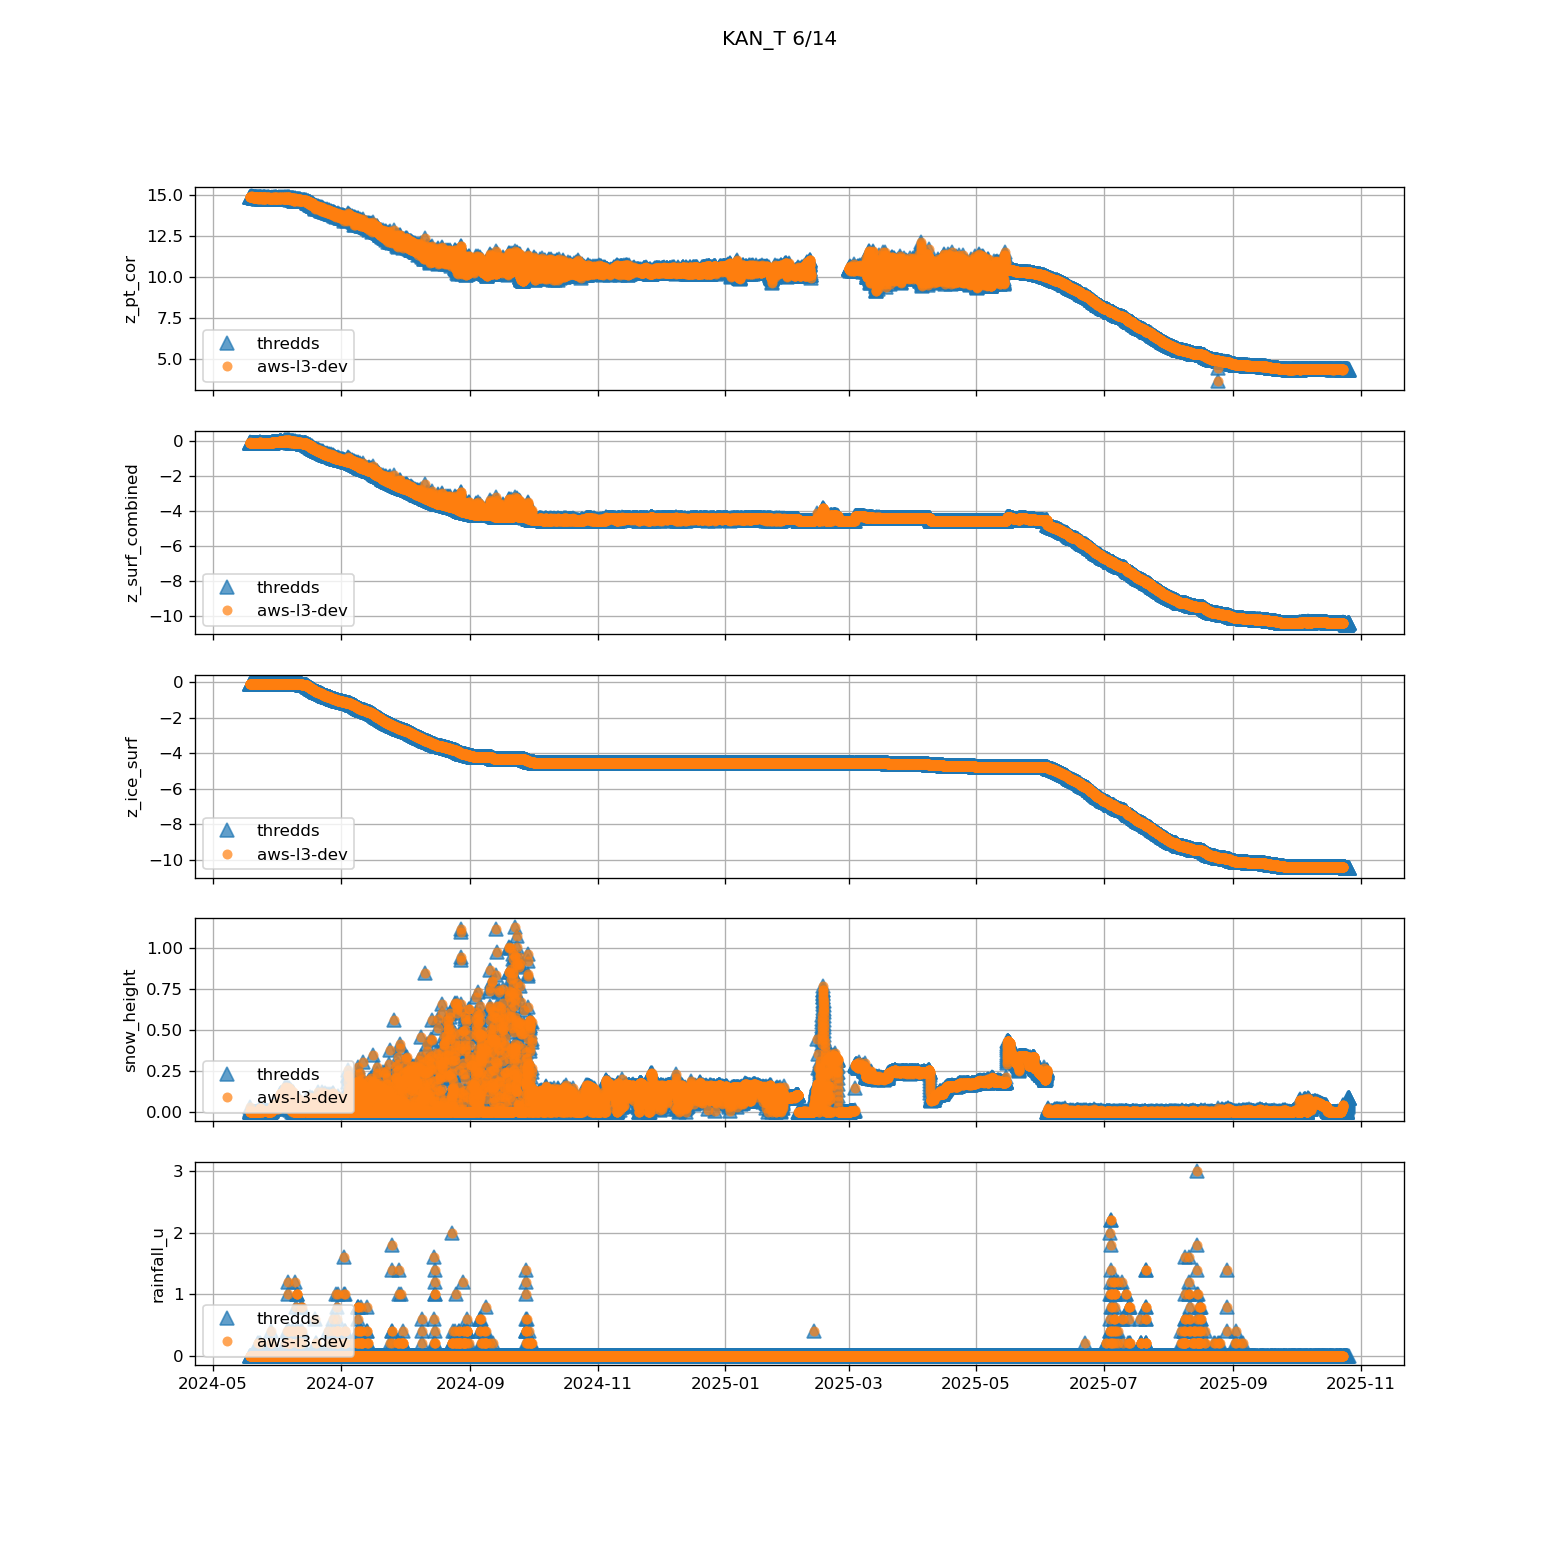 KAN_T 6/14
z_pt_cor
15.0
12.5
10.0
7.5
5.0
thredds
aws-l3-dev
z_surf_combined
0
−2
−4
−6
−8
−10
thredds
aws-l3-dev
z_ice_surf
0
−2
−4
−6
−8
−10
thredds
aws-l3-dev
snow_height
1.00
0.75
0.50
0.25
0.00
thredds
aws-l3-dev
rainfall_u
3
2
1
0
thredds
aws-l3-dev
2024-05 2024-07 2024-09 2024-11 2025-01 2025-03 2025-05 2025-07 2025-09 2025-11